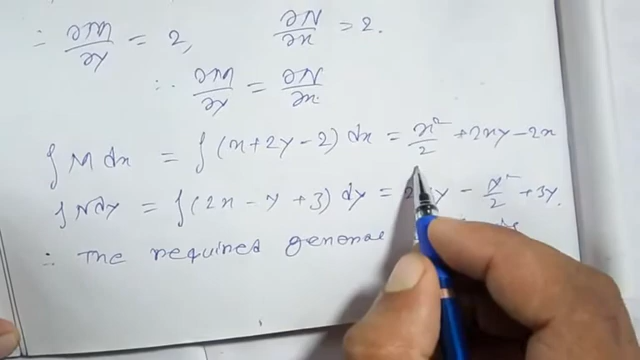 ∴ ∂M/∂y = 2, ∂N/∂x = 2.
∴ ∂M/∂y = ∂N/∂x
∫ M dx = ∫ (x + 2y - 2) dx = x²/2 + 2xy - 2x
∫ N dy = ∫ (2x - y + 3) dy = y - y²/2 + 3y.
∴ The required general